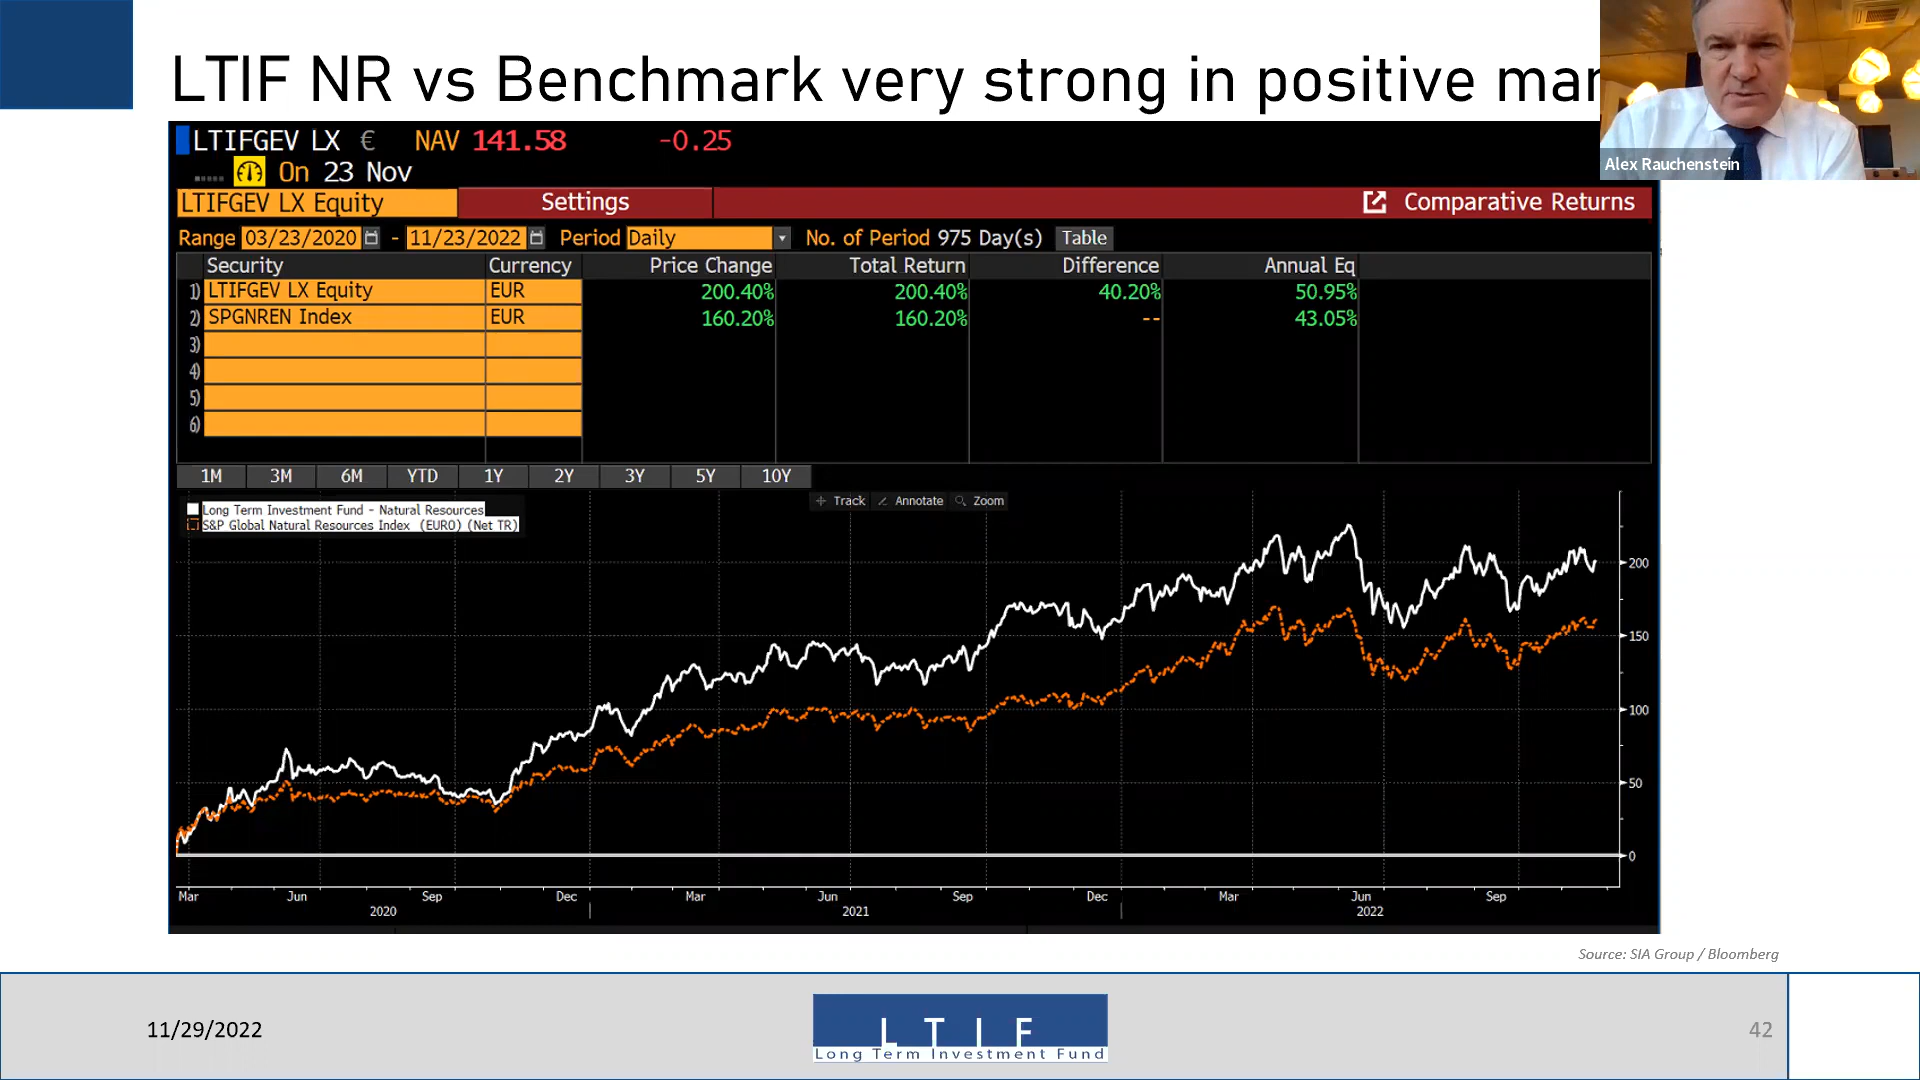 LTIF NR vs Benchmark very strong in positive mar
Alex Rauchenstein
LTIFGEV LX € NAV 141.58 -0.25
On 23 Nov
LTIFGEV LX Equity Settings Comparative Returns
Range 03/23/2020 - 11/23/2022 Period Daily No. of Period 975 Day(s) Table
Security Currency Price Change Total Return Difference Annual Eq
1) LTIFGEV LX Equity EUR 200.40% 200.40% 40.20% 50.95%
2) SPGNREN Index EUR 160.20% 160.20% -- 43.05%
3)
4)
5)
6)
1M 3M 6M YTD 1Y 2Y 3Y 5Y 10Y
Track Annotate Zoom
Long Term Investment Fund - Natural Resources
S&P Global Natural Resources Index (EURO) (Net TR)
200
150
100
50
0
Mar Jun Sep Dec Mar Jun Sep Dec Mar Jun Sep
2020 2021 2022
Source: SIA Group / Bloomberg
11/29/2022
LTIF
Long Term Investment Fund
42